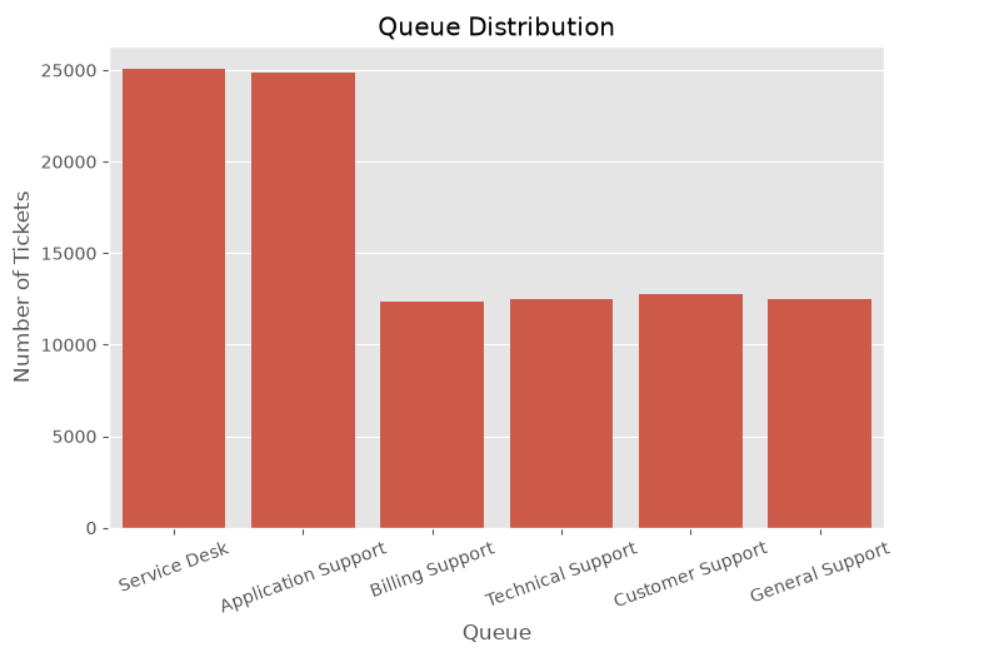 Queue Distribution
Number of Tickets
25000
20000
15000
10000
5000
0
Service Desk
Application Support
Billing Support
Technical Support
Customer Support
General Support
Queue